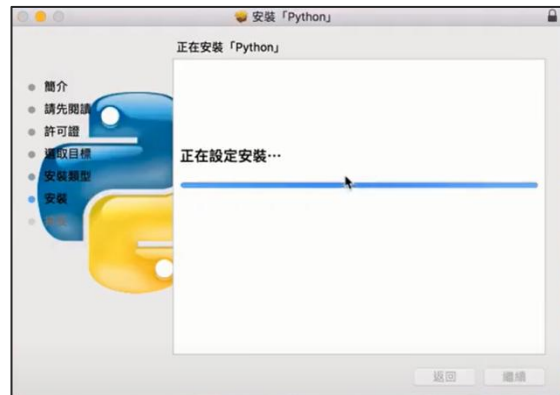 安裝「Python」
正在安裝「Python」
簡介
請先閱讀
許可證
選取目標
安裝類型
安裝
正在設定安裝⋯
返回
繼續